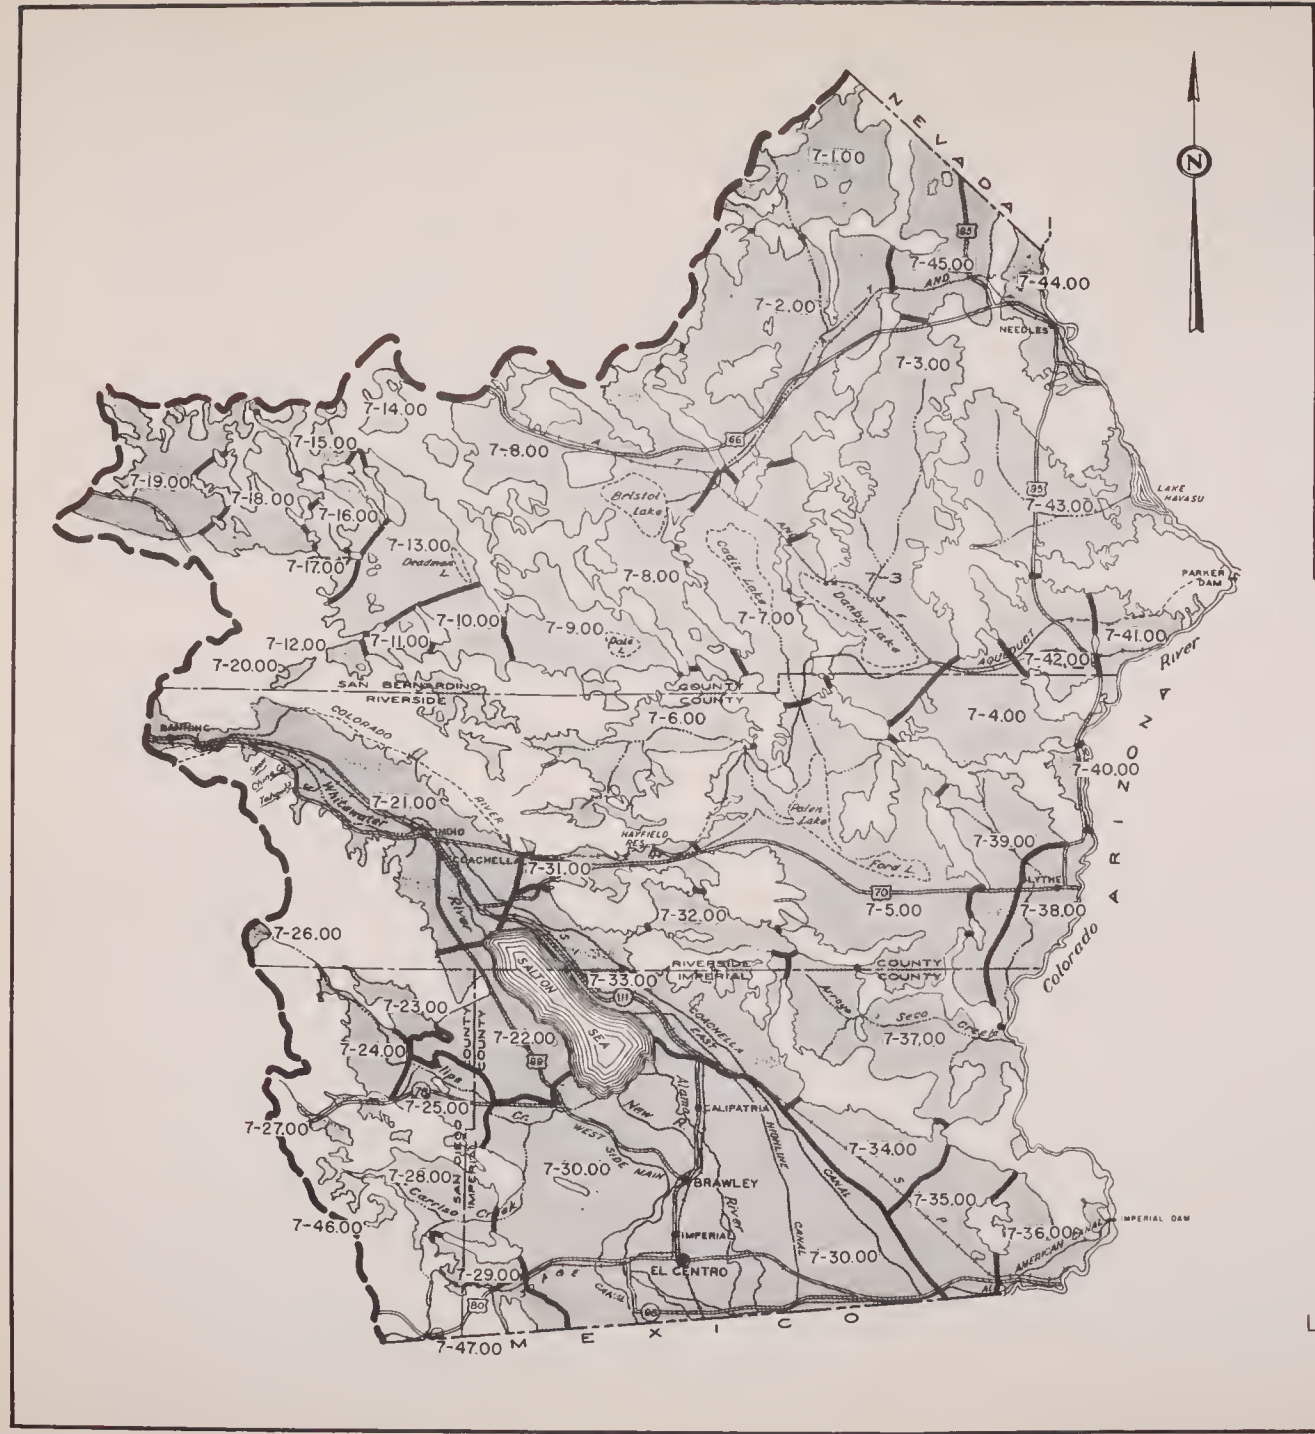 NEVADA
N
7-1.00
95
7-45.00
AND
7-44.00
7-2.00
NEEDLES
7-3.00
7-14.00
7-15.00
7-8.00
66
7-19.00
7-18.00
7-16.00
Bristol
Lake
95
7-43.00
LAKE
HAVASU
7-17.00
7-13.00
Deadman
L.
7-8.00
Cadiz Lake
AND
7-3
Danby Lake
PARKER
DAM
7-10.00
7-9.00
Dale
L.
7-7.00
S F
7-12.00
7-11.00
7-20.00
7-41.00
AQUEDUCT
7-42.00
River
SAN BERNARDINO
RIVERSIDE
COUNTY
COUNTY
7-6.00
7-4.00
BANNING
COLORADO
RIVER
7-40.00
ARIZONA
Whitewater
7-21.00
Palen
Lake
INDIO
HAYFIELD
RES.
7-39.00
COACHELLA
River
7-31.00
Ford L.
70
7-5.00
BLYTHE
7-38.00
7-32.00
Colorado
7-26.00
RIVERSIDE
IMPERIAL
COUNTY
COUNTY
SALTON
SEA
7-33.00
111
Arroyo
Seco
Creek
7-37.00
7-23.00
COUNTY
COUNTY
7-22.00
COACHELLA
EAST
7-24.00
99
78
7-25.00
Cr.
New
Alamo R
CALIPATRIA
7-27.00
WEST
SIDE MAIN
HIGHLINE
CANAL
CANAL
7-34.00
S P
7-28.00
SAN DIEGO
IMPERIAL
7-30.00
BRAWLEY
River
Carriso
Creek
7-35.00
7-46.00
IMPERIAL
7-30.00
7-36.00
IMPERIAL DAM
AMERICAN CANAL
7-29.00
EL CENTRO
CANAL
80
98
MEXICO
7-47.00